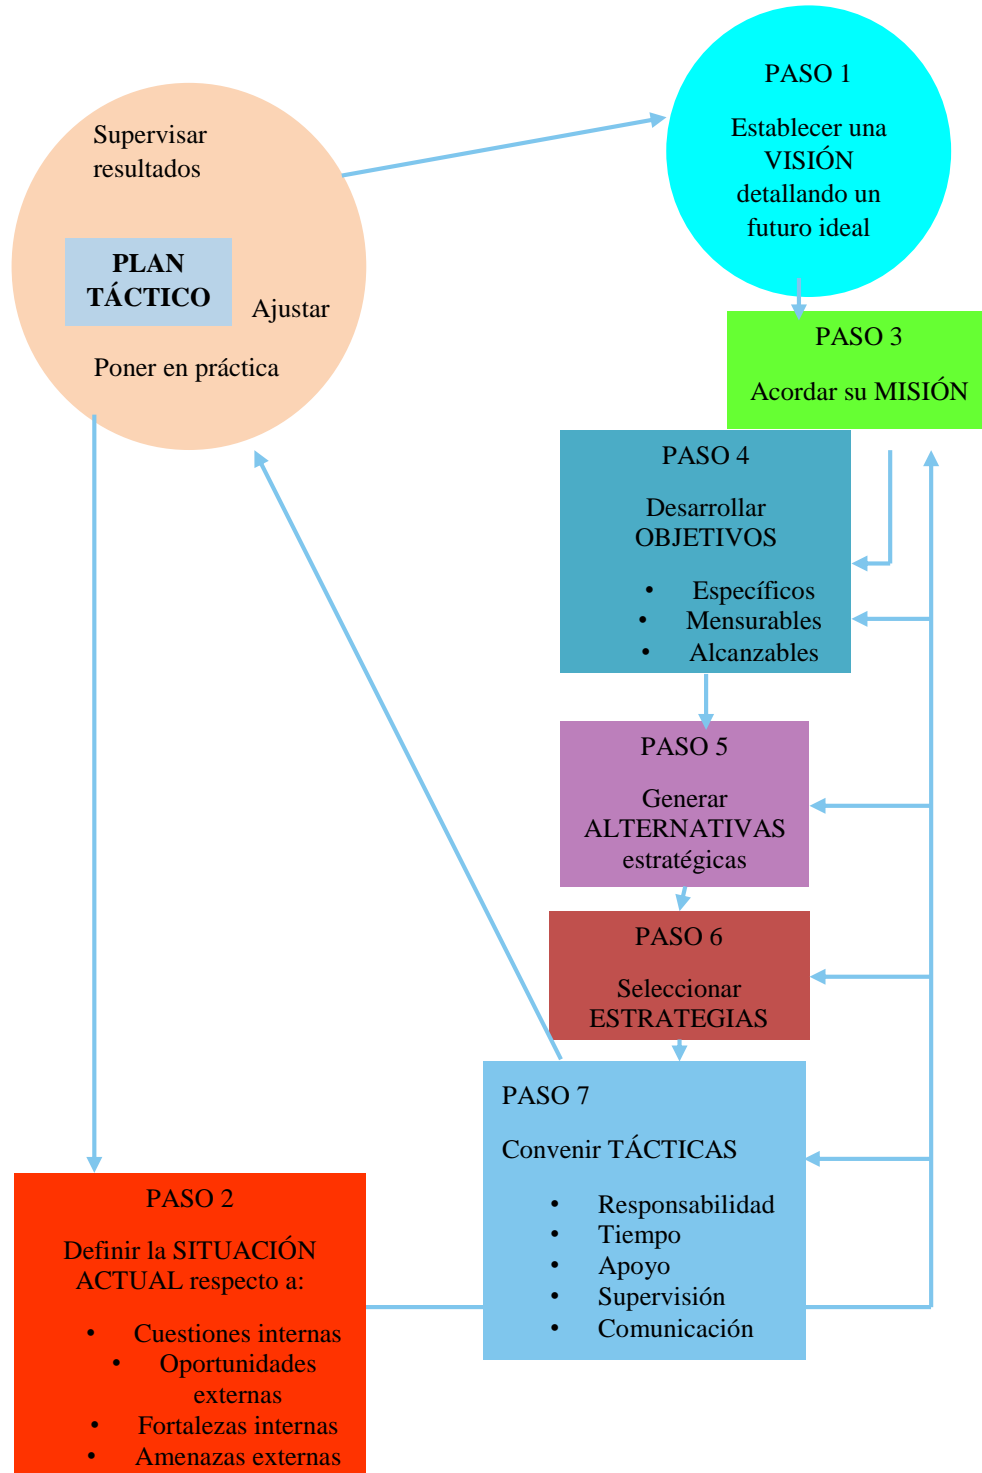 Supervisar
resultados
PLAN
TÁCTICO
Ajustar
Poner en práctica
PASO 1
Establecer una
VISIÓN
detallando un
futuro ideal
PASO 3
Acordar su MISIÓN
PASO 4
Desarrollar
OBJETIVOS
• Específicos
• Mensurables
• Alcanzables
PASO 5
Generar
ALTERNATIVAS
estratégicas
PASO 6
Seleccionar
ESTRATEGIAS
PASO 7
Convenir TÁCTICAS
• Responsabilidad
• Tiempo
• Apoyo
• Supervisión
• Comunicación
PASO 2
Definir la SITUACIÓN
ACTUAL respecto a:
• Cuestiones internas
• Oportunidades
externas
• Fortalezas internas
• Amenazas externas